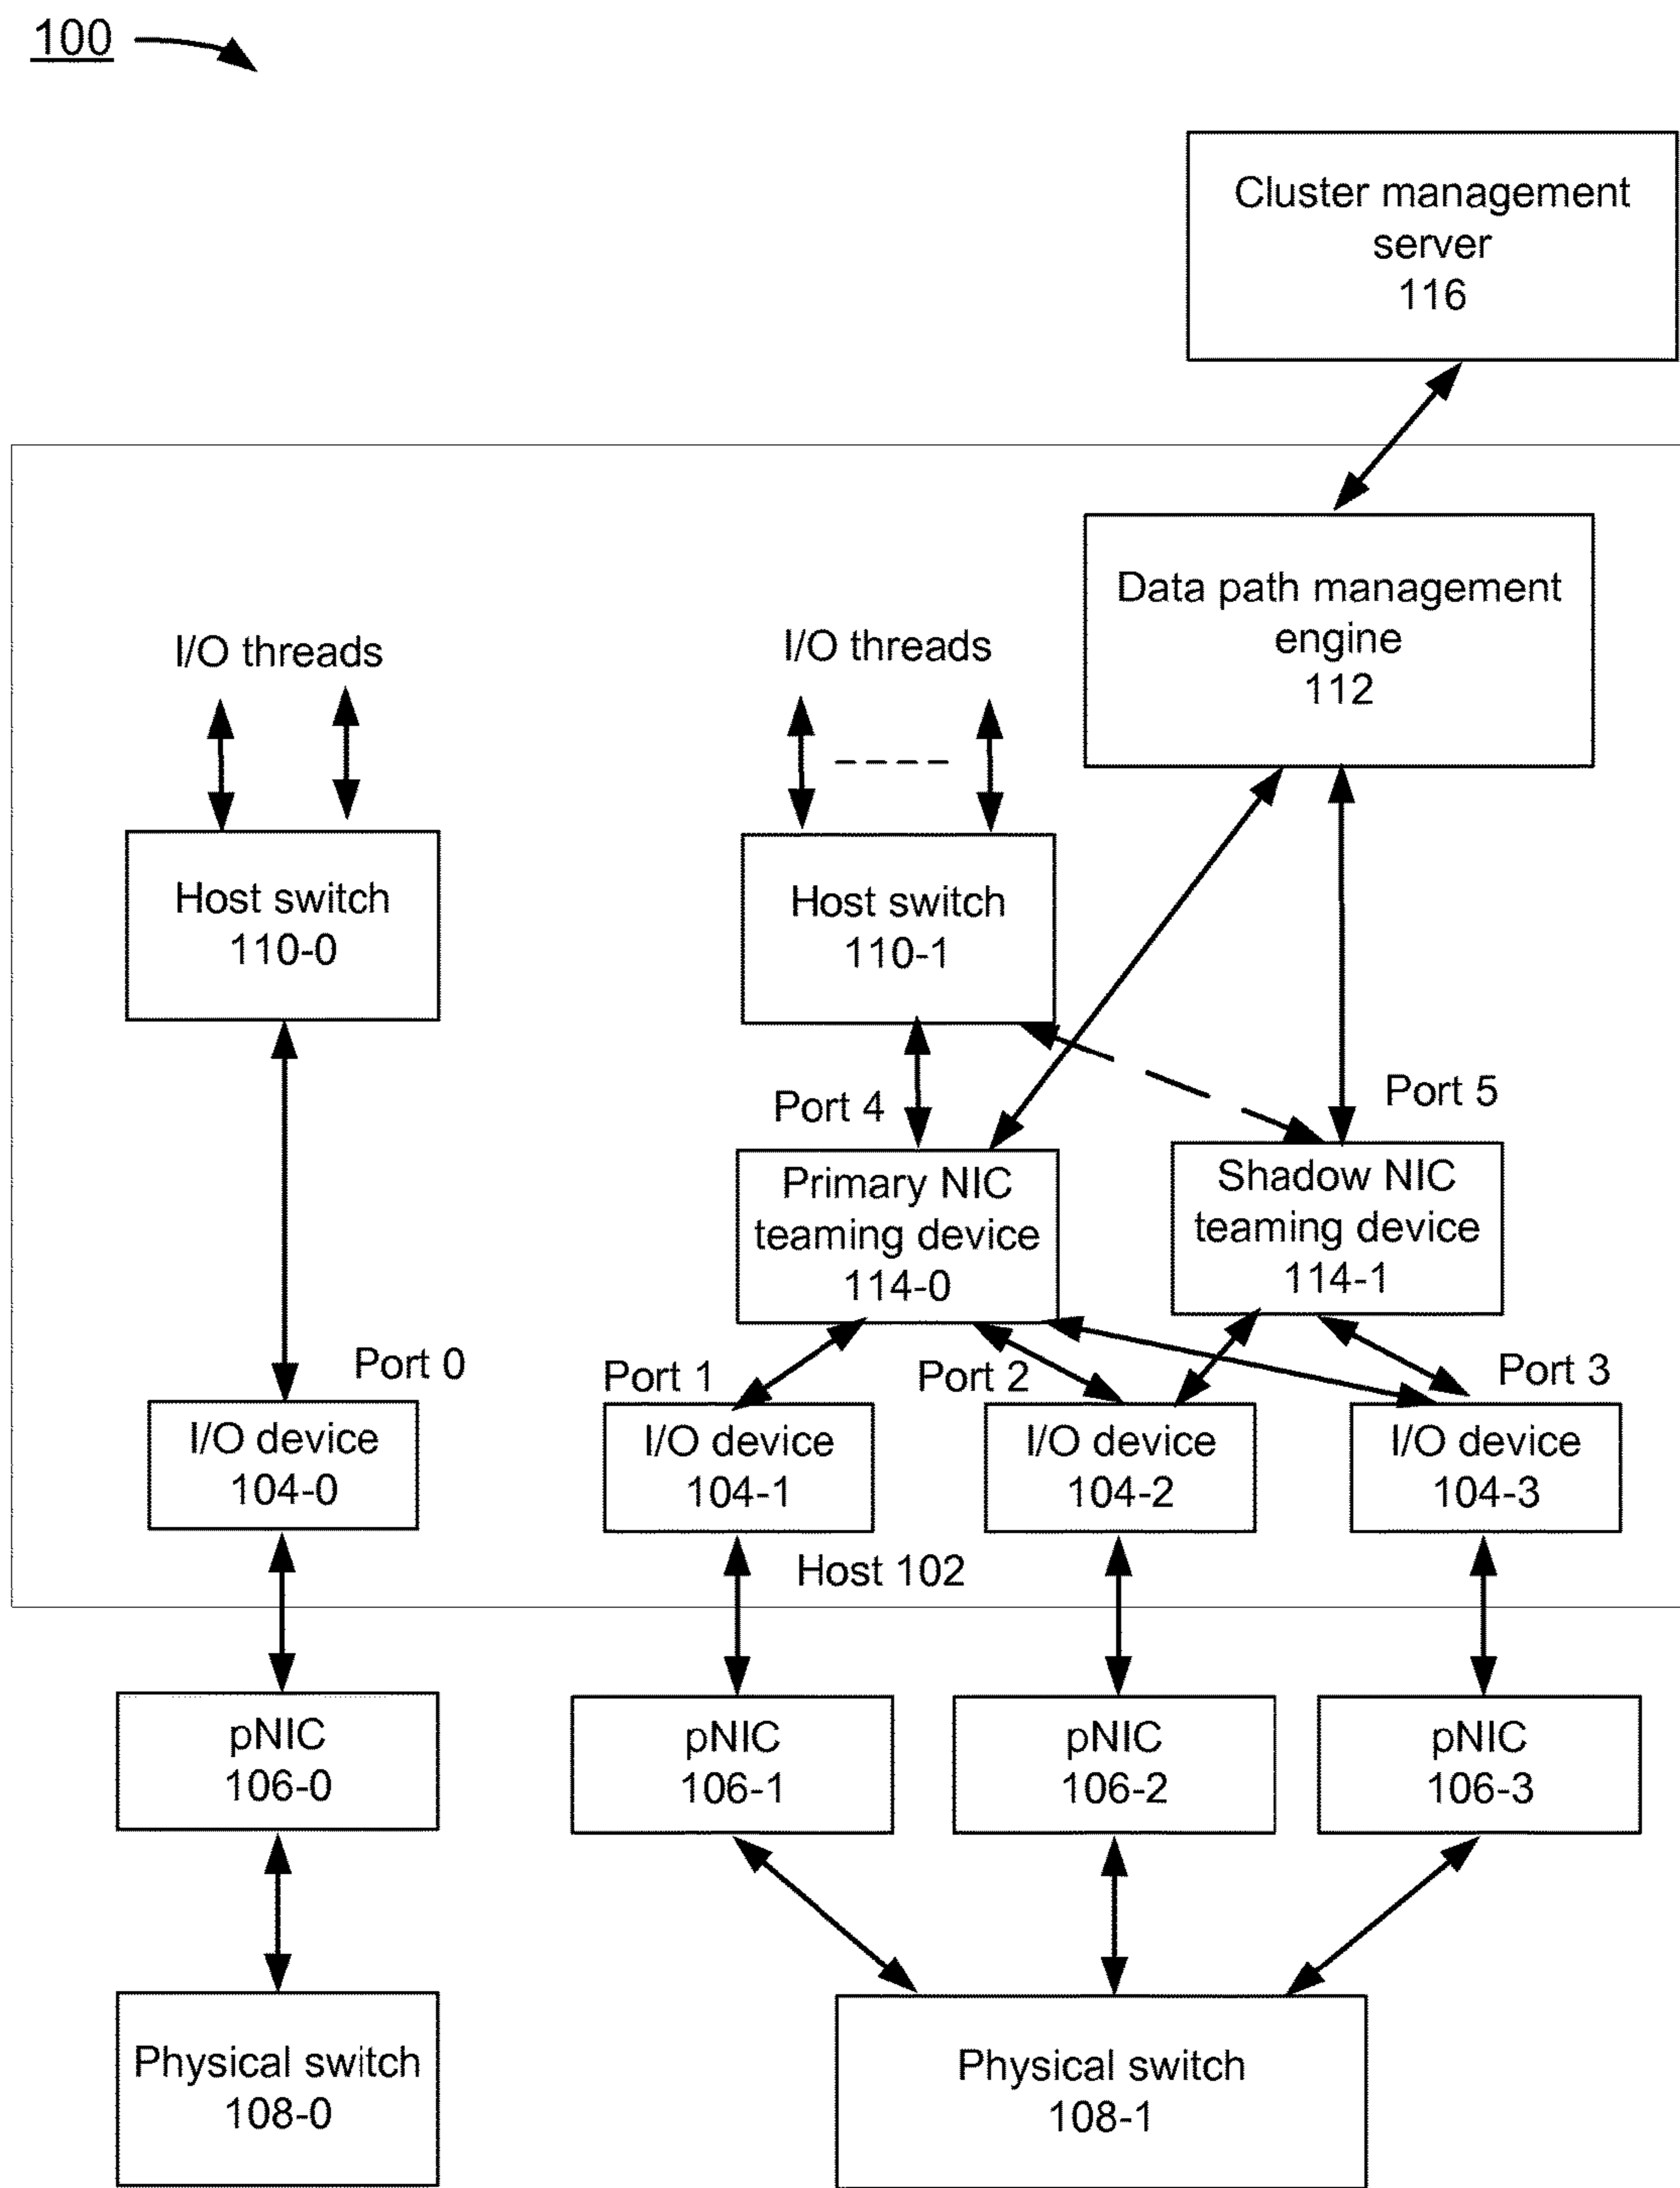 100
Cluster management
server
116
Data path management
engine
112
I/O threads
I/O threads
Host switch
110-0
Host switch
110-1
Port 4
Port 5
Primary NIC
teaming device
114-0
Shadow NIC
teaming device
114-1
Port 0
Port 1
Port 2
Port 3
I/O device
104-0
I/O device
104-1
I/O device
104-2
I/O device
104-3
Host 102
pNIC
106-0
pNIC
106-1
pNIC
106-2
pNIC
106-3
Physical switch
108-0
Physical switch
108-1